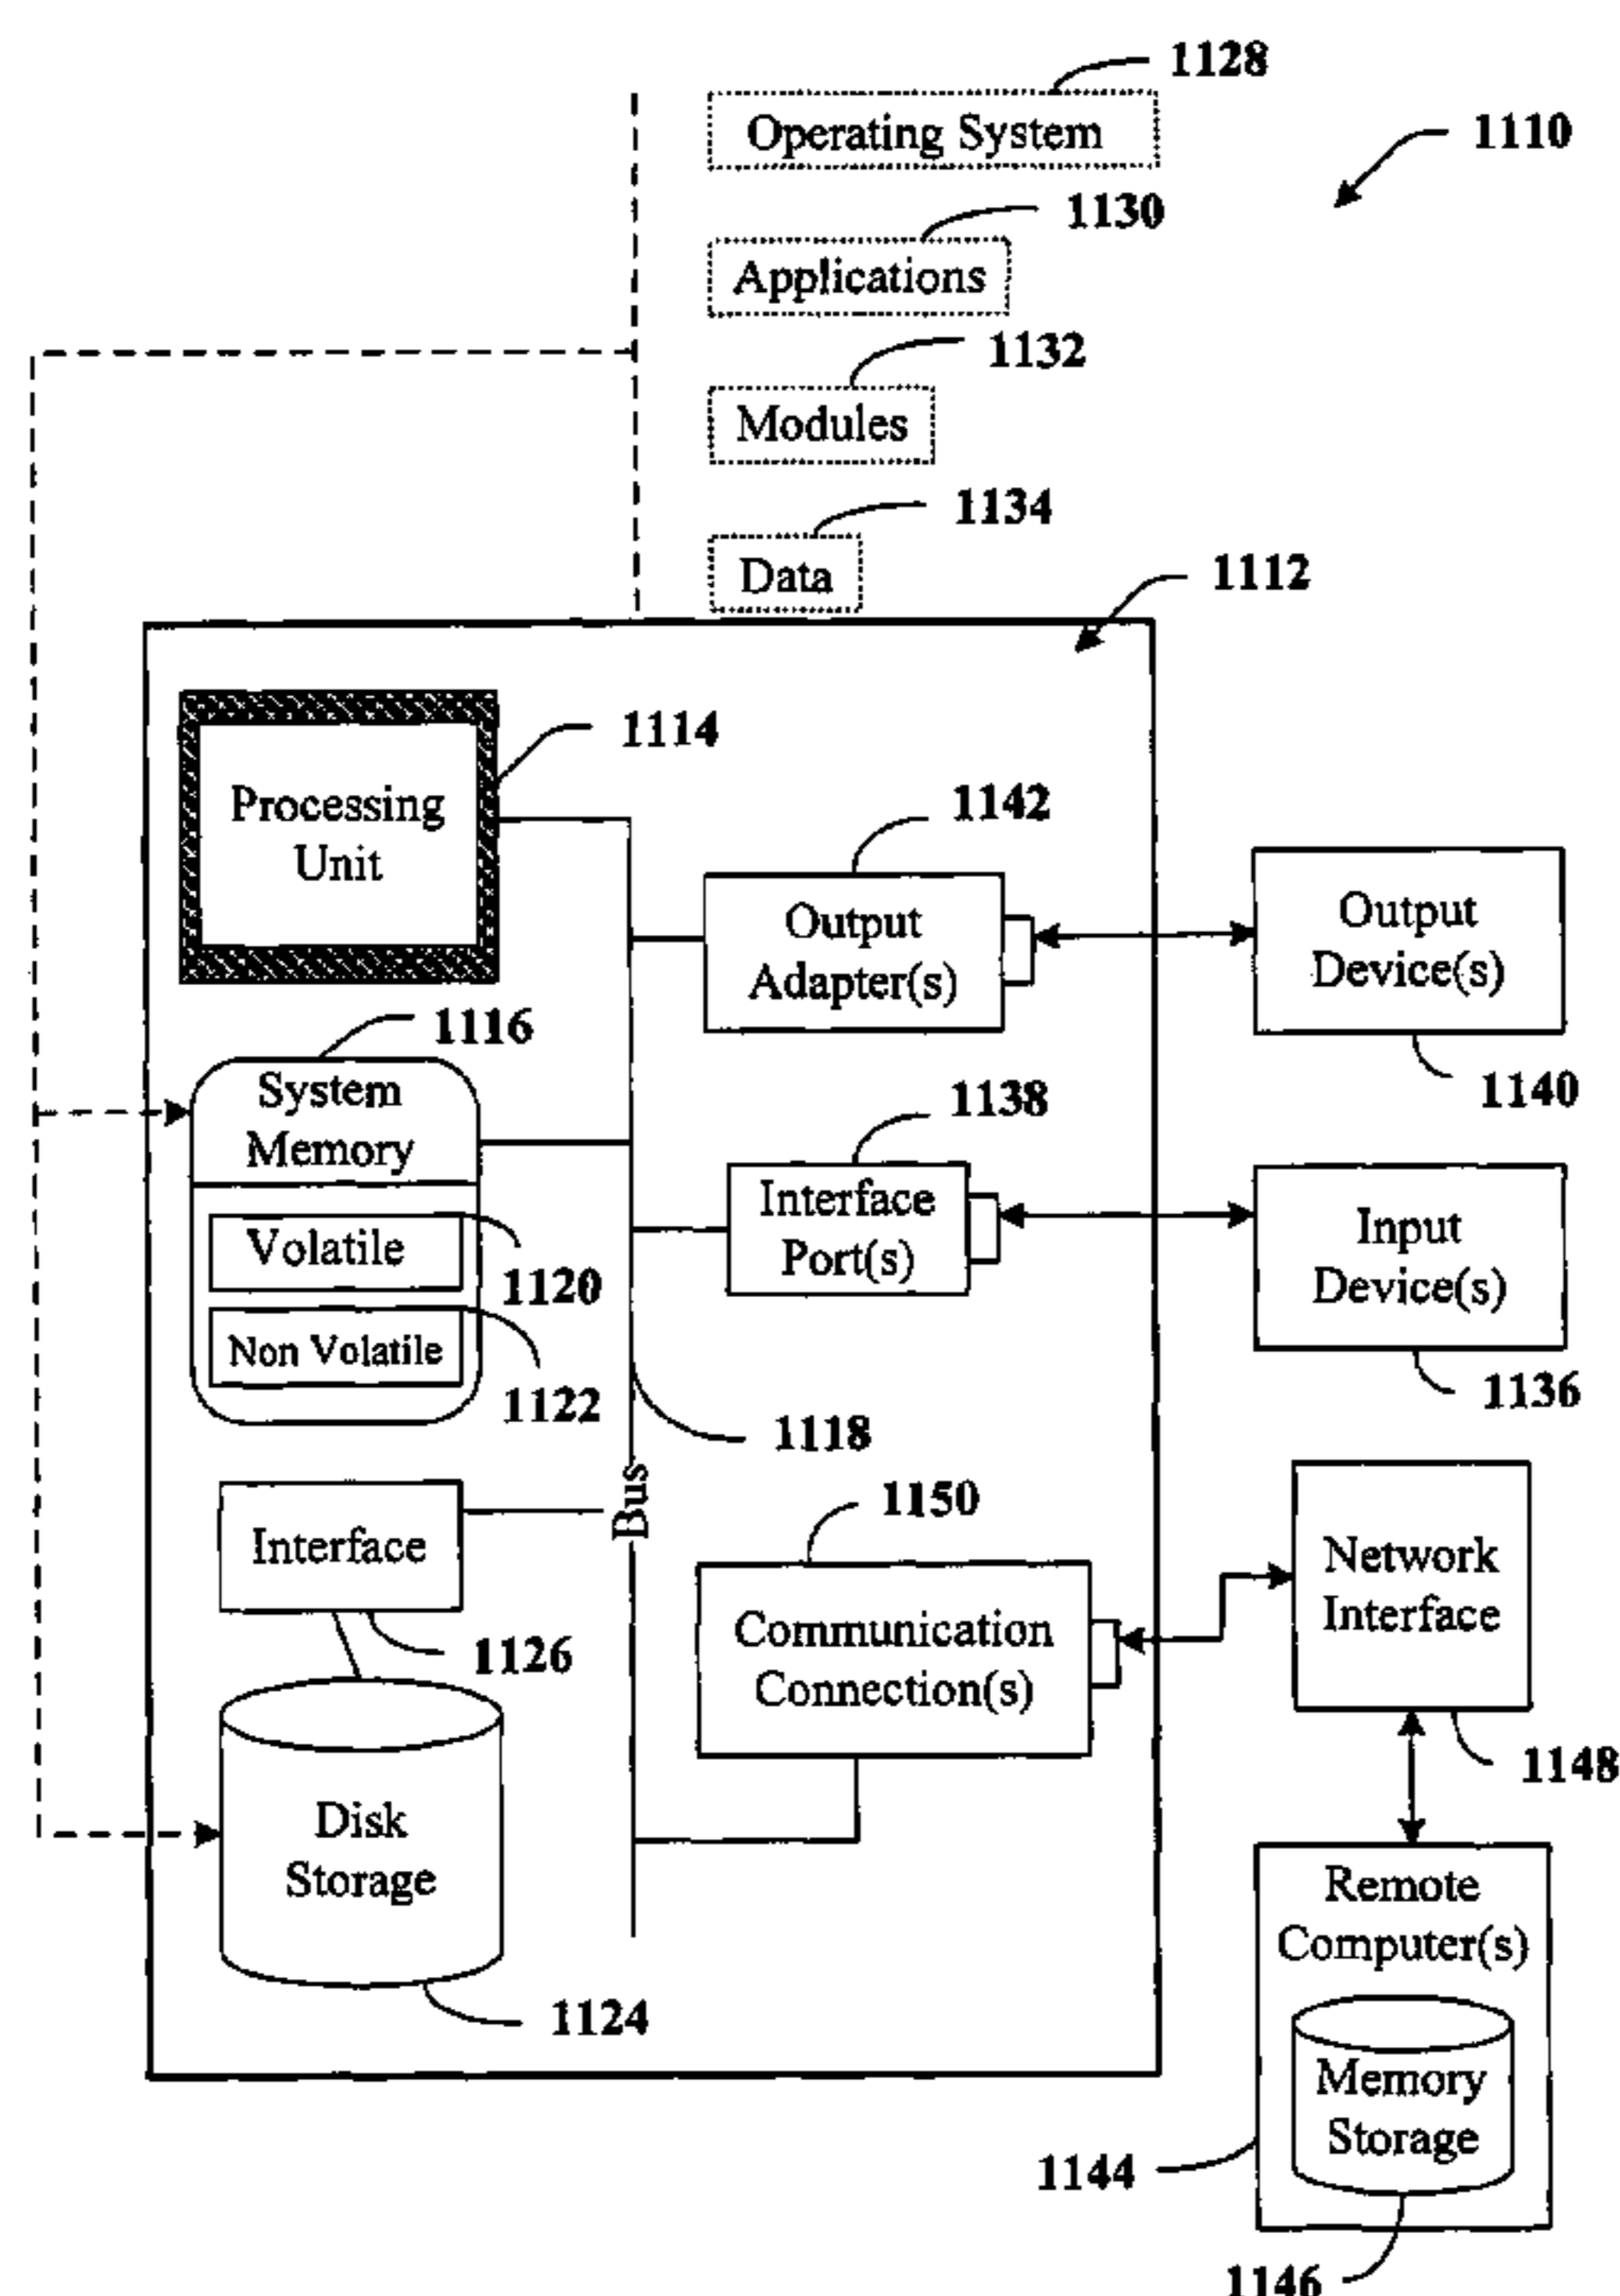 1128
Operating System
1110
1130
Applications
1132
Modules
1134
Data
1112
1114
Processing
Unit
1142
Output
Adapter(s)
Output
Device(s)
1140
1116
System
Memory
1138
Interface
Port(s)
Input
Device(s)
1136
Volatile
1120
Non Volatile
1122
1118
Bus
Interface
1126
1150
Communication
Connection(s)
Network
Interface
1148
Disk
Storage
1124
Remote
Computer(s)
Memory
Storage
1144
1146